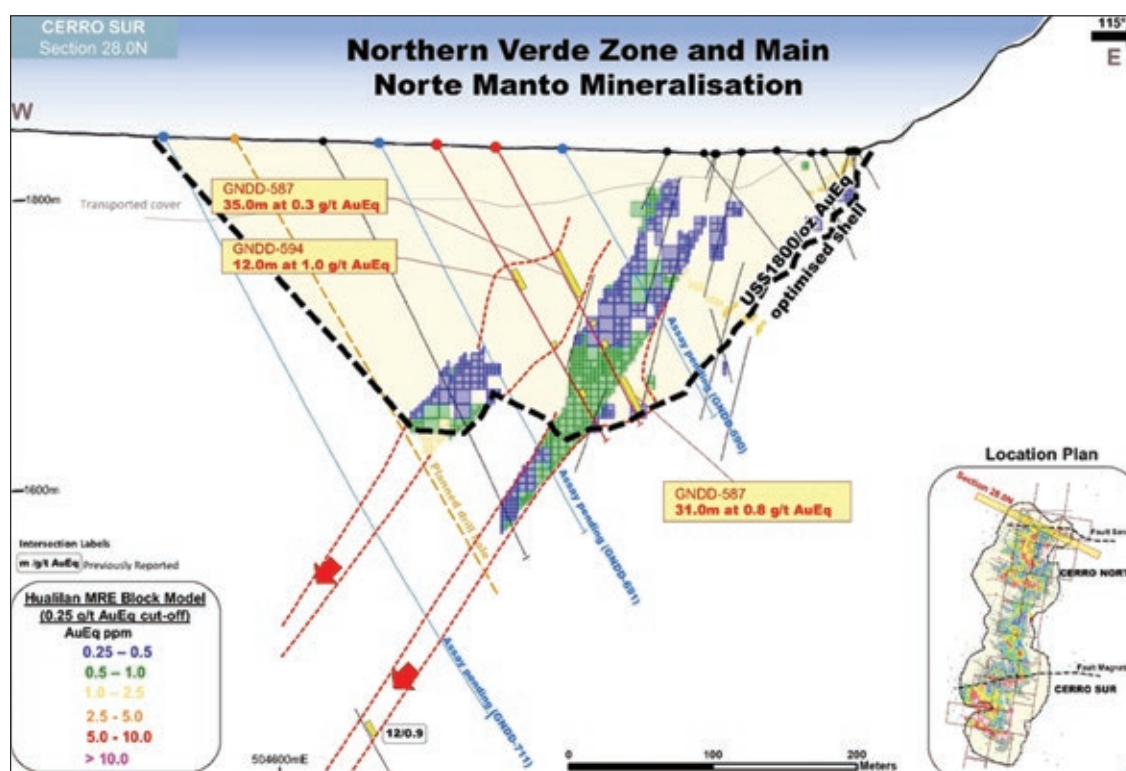 CERRO SUR
Section 28.0N
Northern Verde Zone and Main
Norte Manto Mineralisation
115°
E
W
1800m
Transported cover
GNDD-587
35.0m at 0.3 g/t AuEq
GNDD-594
12.0m at 1.0 g/t AuEq
US$1800/oz AuEq
optimised shell
Assay pending (GNDD-690)
Planned drill hole
Assay pending (GNDD-691)
GNDD-587
31.0m at 0.8 g/t AuEq
1600m
Assay pending (GNDD-711)
12/0.9
Intersection Labels
m /g/t AuEq Previously Reported
Hualilan MRE Block Model
(0.25 g/t AuEq cut-off)
AuEq ppm
0.25 – 0.5
0.5 – 1.0
1.0 – 2.5
2.5 - 5.0
5.0 - 10.0
> 10.0
504600mE
0 100 200
Meters
Location Plan
Section 28.0N
CERRO NORT
Fault Magna
CERRO SUR